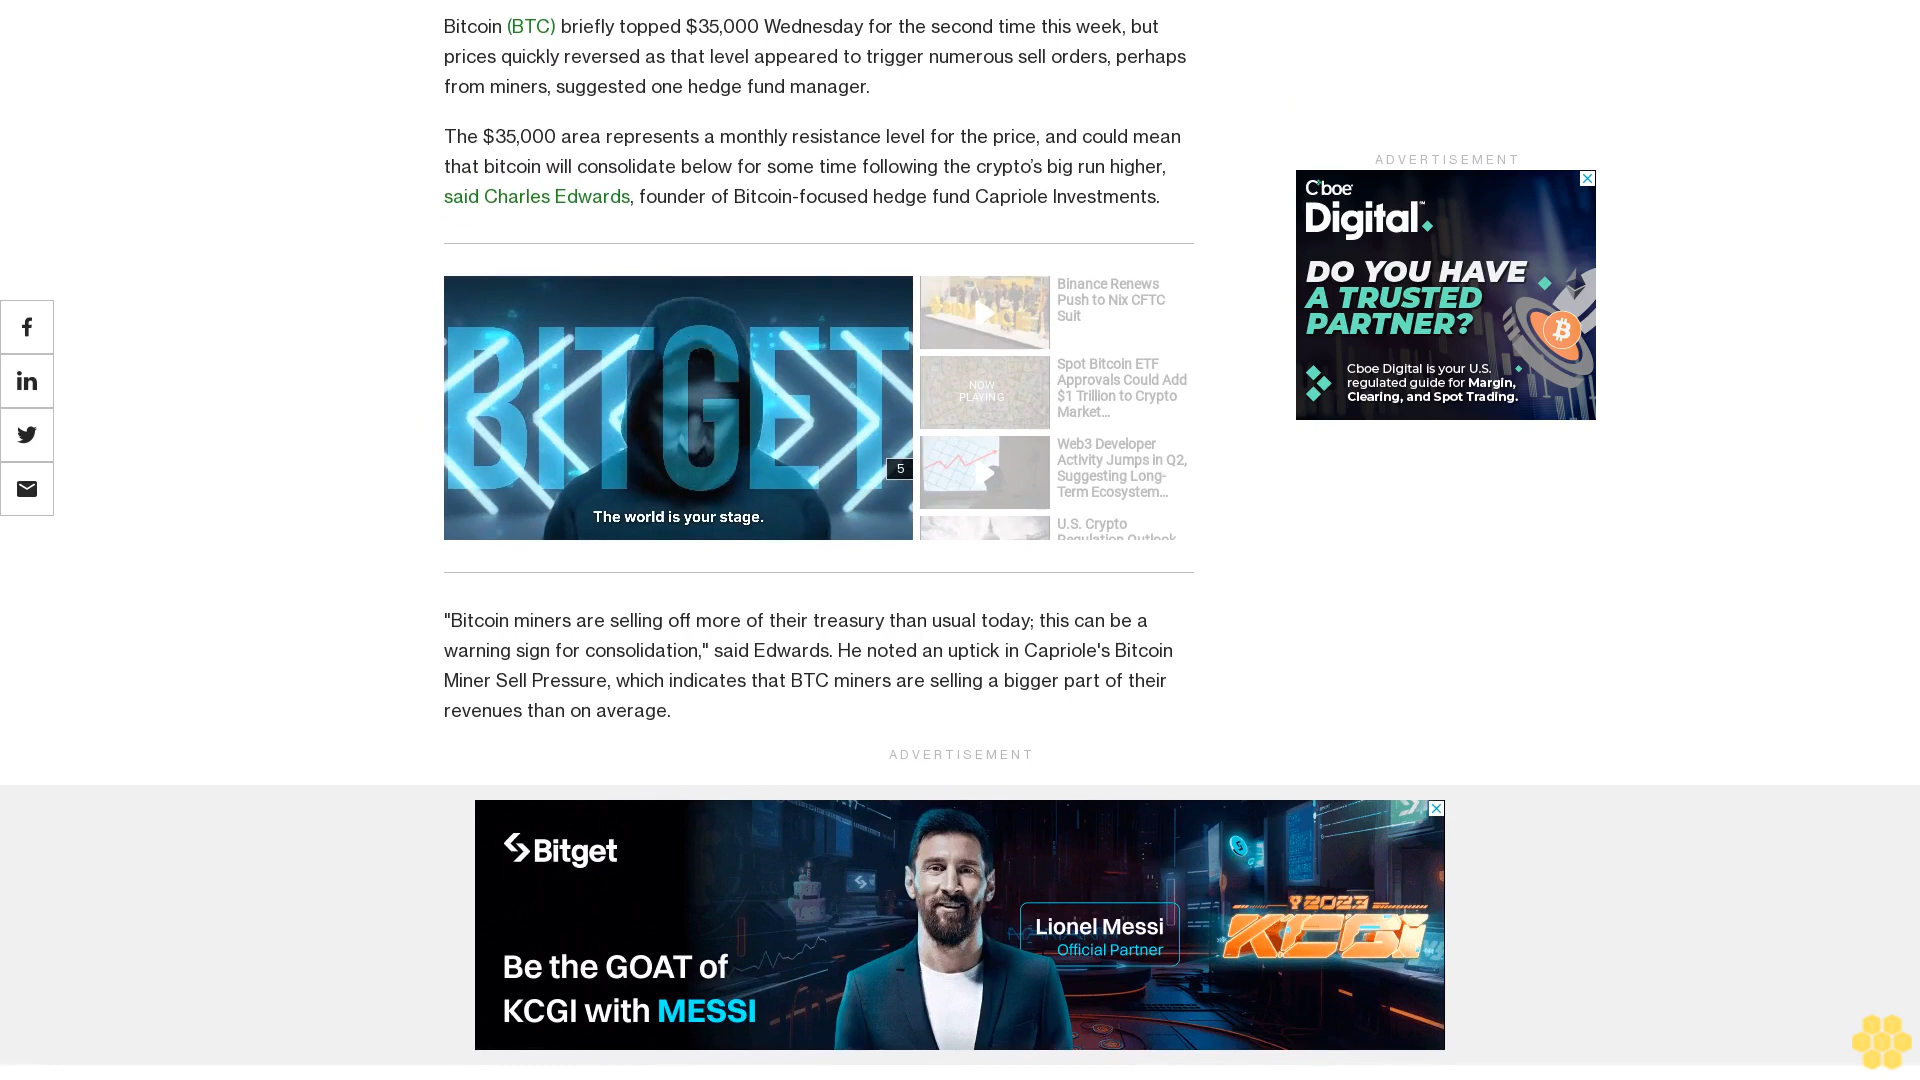 Bitcoin (BTC) briefly topped $35,000 Wednesday for the second time this week, but
prices quickly reversed as that level appeared to trigger numerous sell orders, perhaps
from miners, suggested one hedge fund manager.
The $35,000 area represents a monthly resistance level for the price, and could mean
that bitcoin will consolidate below for some time following the crypto’s big run higher,
said Charles Edwards, founder of Bitcoin-focused hedge fund Capriole Investments.
ADVERTISEMENT
Cboe
Digital™
DO YOU HAVE
A TRUSTED
PARTNER?
Cboe Digital is your U.S.
regulated guide for Margin,
Clearing, and Spot Trading.
BITGET
5
The world is your stage.
Binance Renews
Push to Nix CFTC
Suit
NOW
PLAYING
Spot Bitcoin ETF
Approvals Could Add
$1 Trillion to Crypto
Market...
Web3 Developer
Activity Jumps in Q2,
Suggesting Long-
Term Ecosystem...
U.S. Crypto
Regulation Outlook
"Bitcoin miners are selling off more of their treasury than usual today; this can be a
warning sign for consolidation," said Edwards. He noted an uptick in Capriole's Bitcoin
Miner Sell Pressure, which indicates that BTC miners are selling a bigger part of their
revenues than on average.
ADVERTISEMENT
Bitget
Be the GOAT of
KCGI with MESSI
Lionel Messi
Official Partner
Y2023
KCGI